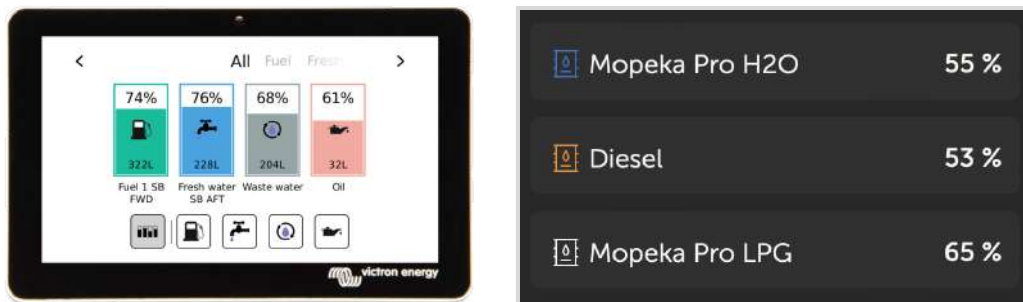 All Fuel Fresh
74% 76% 68% 61%
322L 228L 204L 32L
Fuel 1 SB FWD
Fresh water SB AFT
Waste water
Oil
victron energy
Mopeka Pro H2O 55 %
Diesel 53 %
Mopeka Pro LPG 65 %